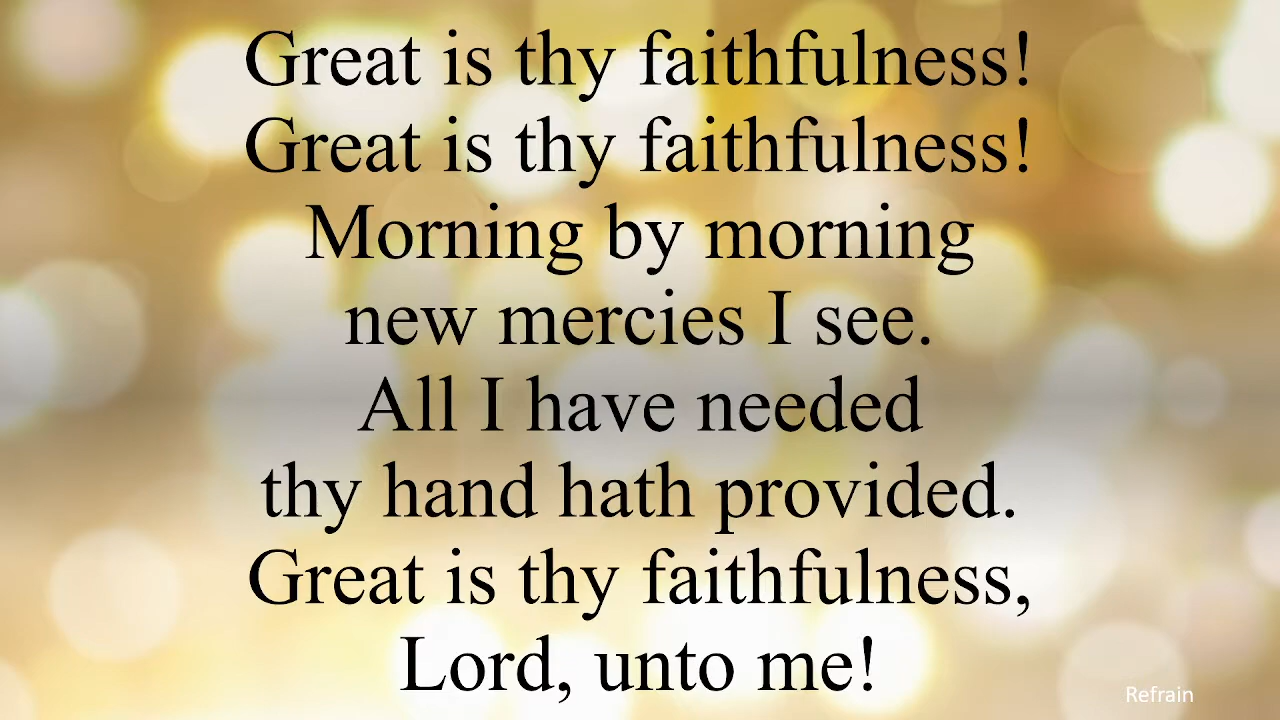 Great is thy faithfulness!
Great is thy faithfulness!
Morning by morning
new mercies I see.
All I have needed
thy hand hath provided.
Great is thy faithfulness,
Lord, unto me!
Refrain